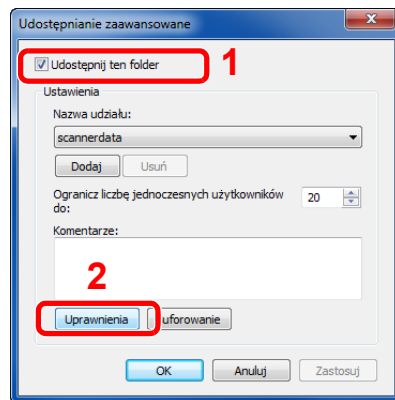 Udostępnianie zaawansowane
Udostępnij ten folder
1
Ustawienia
Nazwa udziału:
scannerdata
Dodaj Usuń
Ogranicz liczbę jednoczesnych użytkowników do:
20
Komentarze:
2
Uprawnienia uforowanie
OK Anuluj Zastosuj